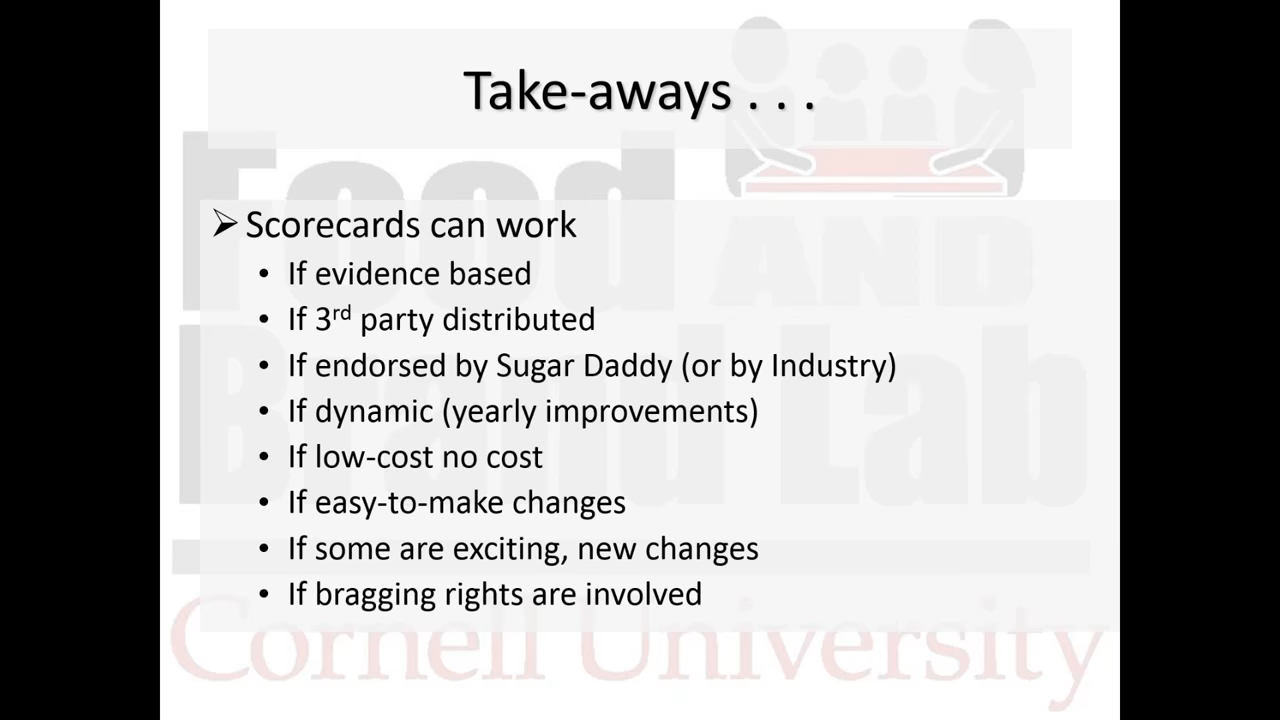 Take-aways . . .
Scorecards can work
• If evidence based
• If 3rd party distributed
• If endorsed by Sugar Daddy (or by Industry)
• If dynamic (yearly improvements)
• If low-cost no cost
• If easy-to-make changes
• If some are exciting, new changes
• If bragging rights are involved
Food AND
Brand Lab
Cornell University